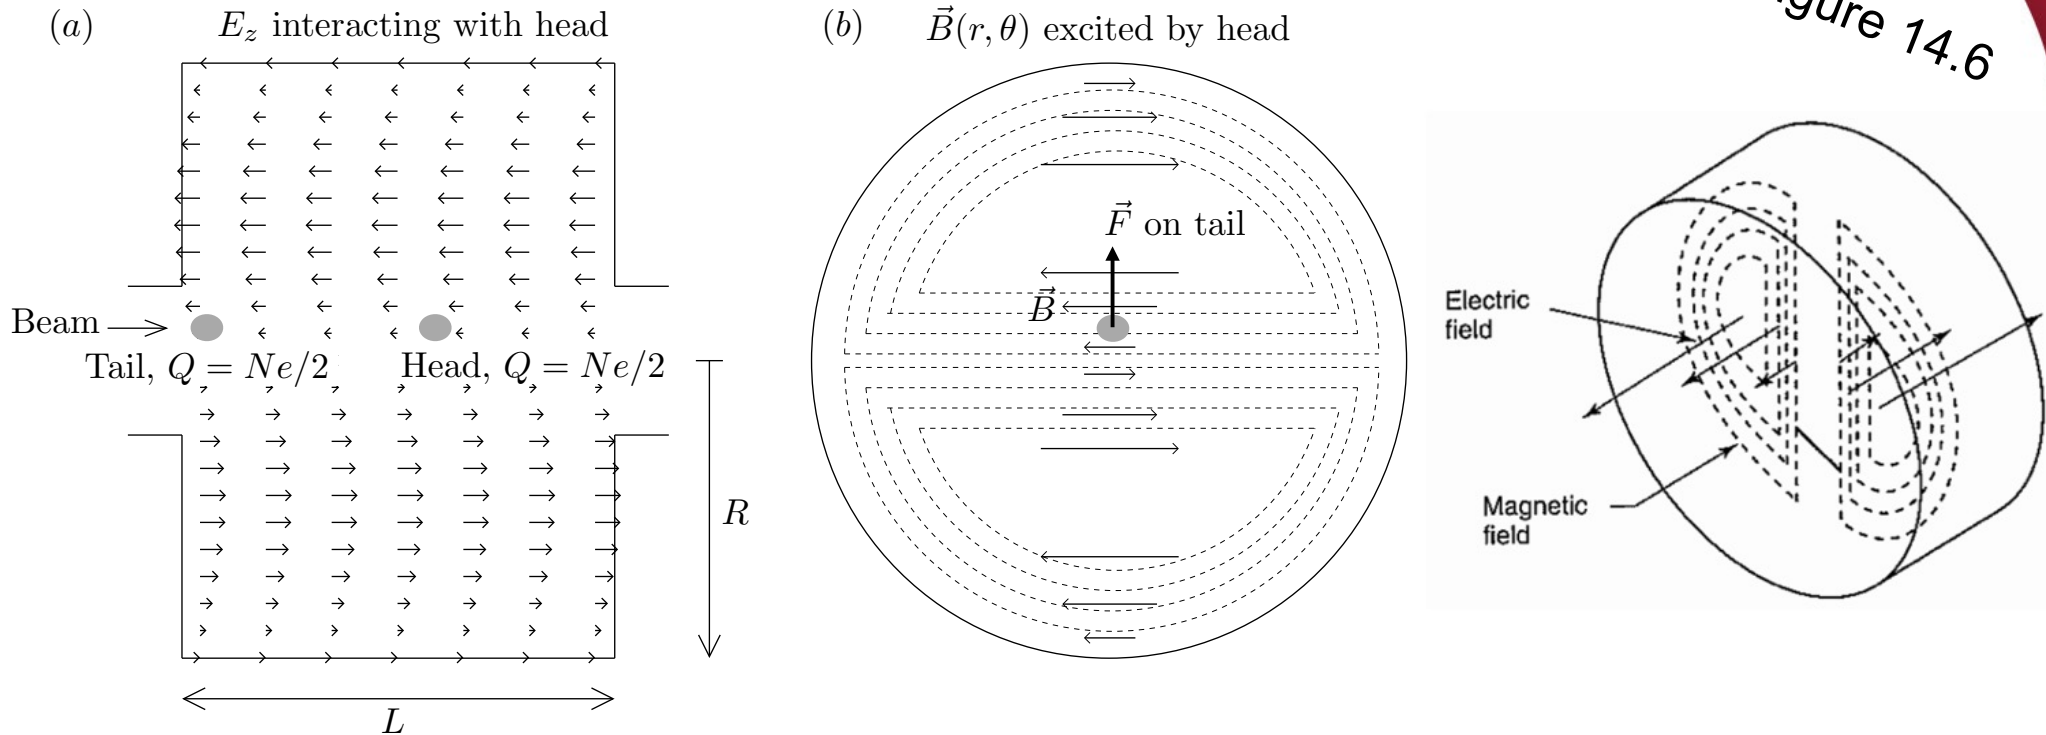 (a) E_z interacting with head
Beam
Tail, Q = Ne/2
Head, Q = Ne/2
R
L
(b) B⃗(r, θ) excited by head
F⃗ on tail
B⃗
14.6
Electric
field
Magnetic
field